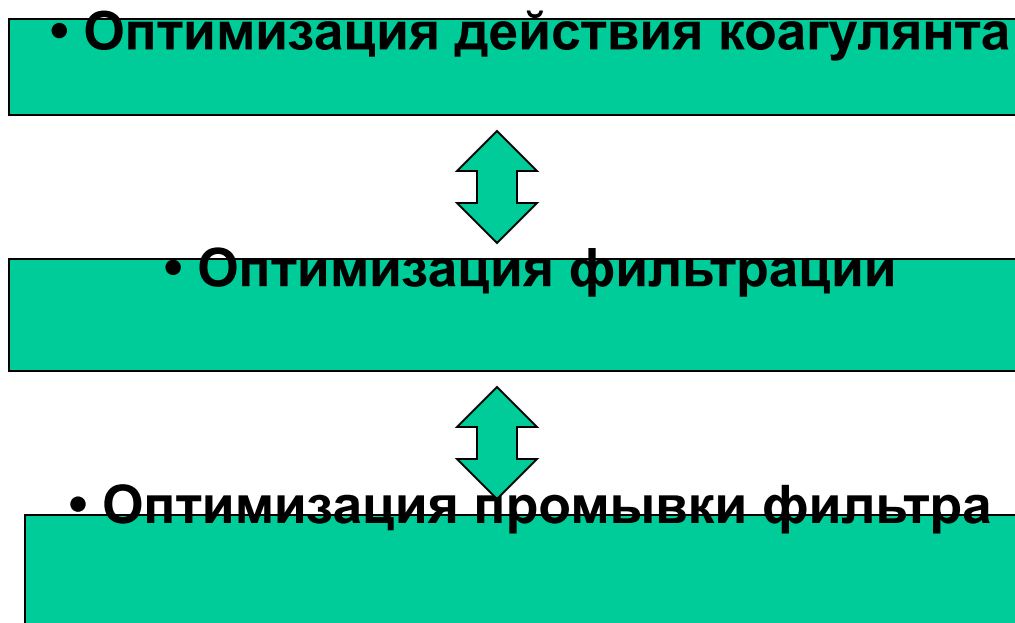 • Оптимизация действия коагулянта
• Оптимизация фильтрации
• Оптимизация промывки фильтра